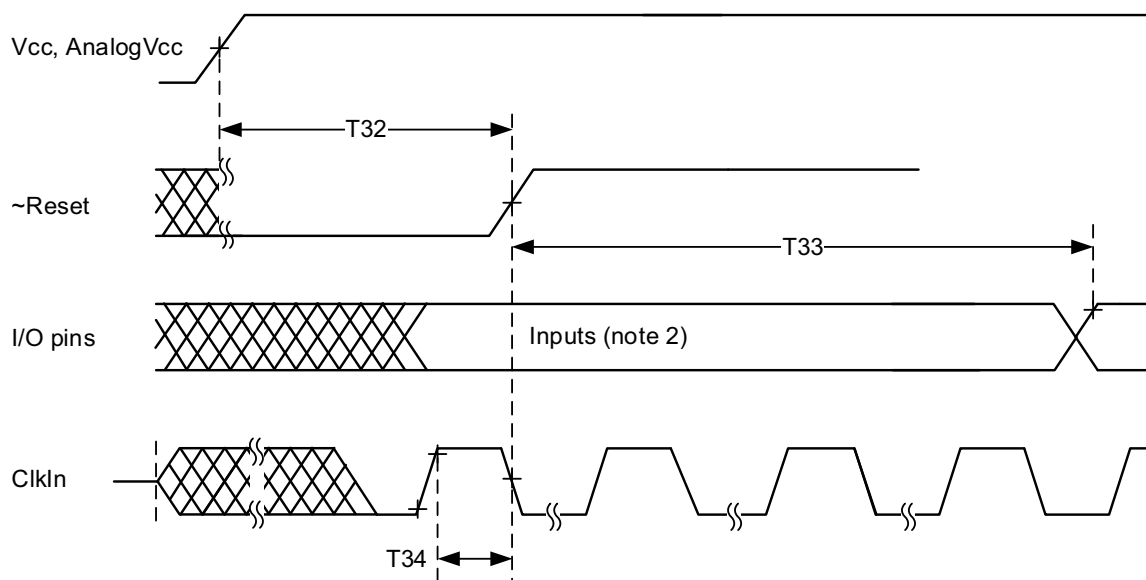 Vcc, AnalogVcc
T32
~Reset
T33
I/O pins
Inputs (note 2)
ClkIn
T34